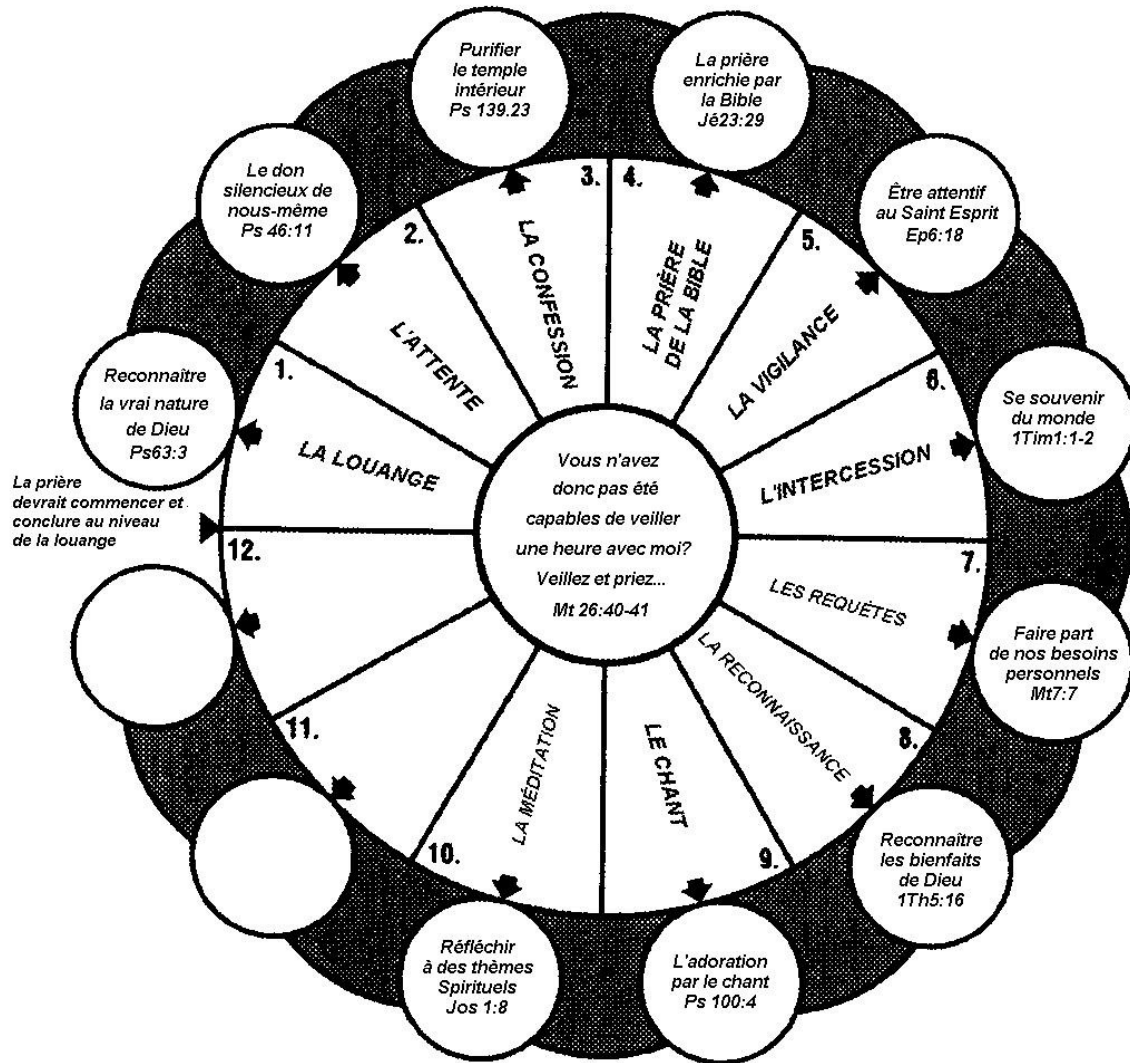 Vous n'avez
donc pas été
capables de veiller
une heure avec moi?
Veillez et priez...
Mt 26:40-41
La prière
devrait commencer et
conclure au niveau
de la louange
1.
LA LOUANGE
Reconnaître
la vrai nature
de Dieu
Ps63:3
2.
L'ATTENTE
Le don
silencieux de
nous-même
Ps 46:11
3.
LA CONFESSION
Purifier
le temple
intérieur
Ps 139.23
4.
LA PRIÈRE
DE LA BIBLE
La prière
enrichie par
la Bible
Jé23:29
5.
LA VIGILANCE
Être attentif
au Saint Esprit
Ep6:18
6.
L'INTERCESSION
Se souvenir
du monde
1Tim1:1-2
7.
LES REQUÊTES
Faire part
de nos besoins
personnels
Mt7:7
8.
LA RECONNAISSANCE
Reconnaître
les bienfaits
de Dieu
1Th5:16
9.
LE CHANT
L'adoration
par le chant
Ps 100:4
10.
LA MÉDITATION
Réfléchir
à des thèmes
Spirituels
Jos 1:8
11.
12.